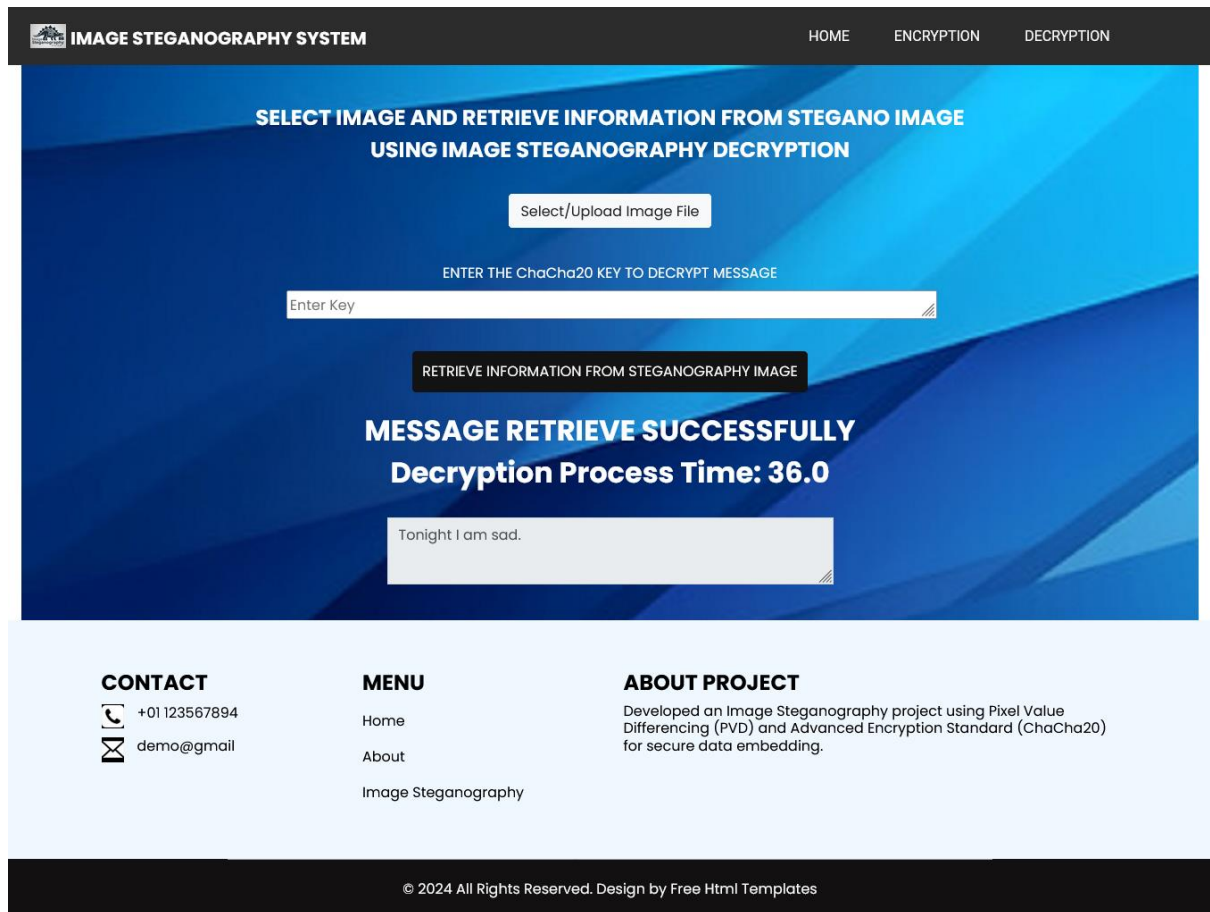 IMAGE STEGANOGRAPHY SYSTEM
HOME ENCRYPTION DECRYPTION
SELECT IMAGE AND RETRIEVE INFORMATION FROM STEGANO IMAGE
USING IMAGE STEGANOGRAPHY DECRYPTION
Select/Upload Image File
ENTER THE ChaCha20 KEY TO DECRYPT MESSAGE
Enter Key
RETRIEVE INFORMATION FROM STEGANOGRAPHY IMAGE
MESSAGE RETRIEVE SUCCESSFULLY
Decryption Process Time: 36.0
Tonight I am sad.
CONTACT
+01 123567894
demo@gmail
MENU
Home
About
Image Steganography
ABOUT PROJECT
Developed an Image Steganography project using Pixel Value
Differencing (PVD) and Advanced Encryption Standard (ChaCha20)
for secure data embedding.
© 2024 All Rights Reserved. Design by Free Html Templates